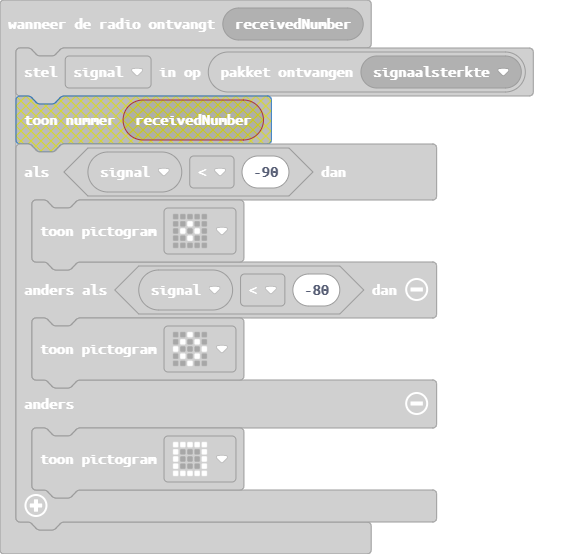 wanneer de radio ontvangt receivedNumber
stel signal in op pakket ontvangen signaalsterkte
toon nummer receivedNumber
als signal < -90 dan
toon pictogram
anders als signal < -80 dan
toon pictogram
anders
toon pictogram